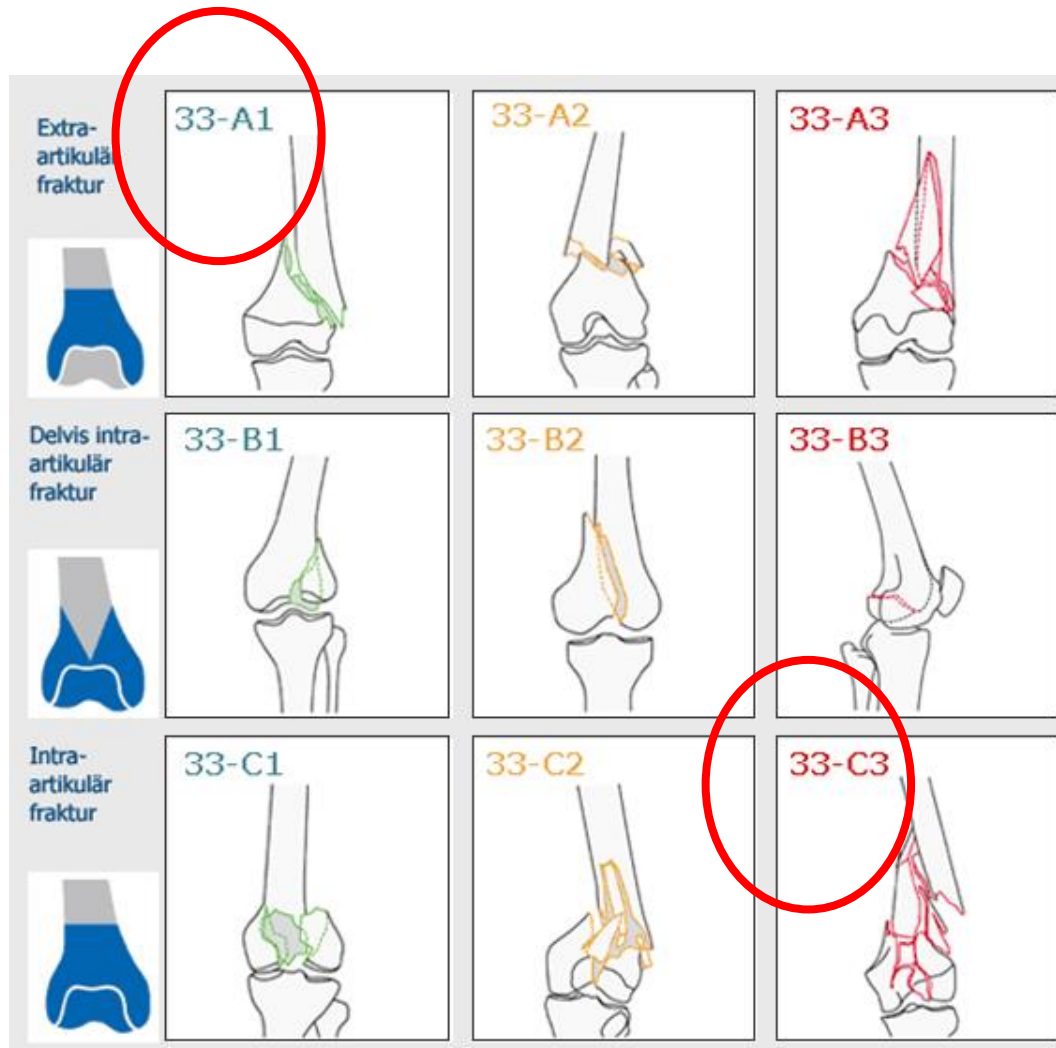 Extra-
artikulär
fraktur
33-A1
33-A2
33-A3
Delvis intra-
artikulär
fraktur
33-B1
33-B2
33-B3
Intra-
artikulär
fraktur
33-C1
33-C2
33-C3